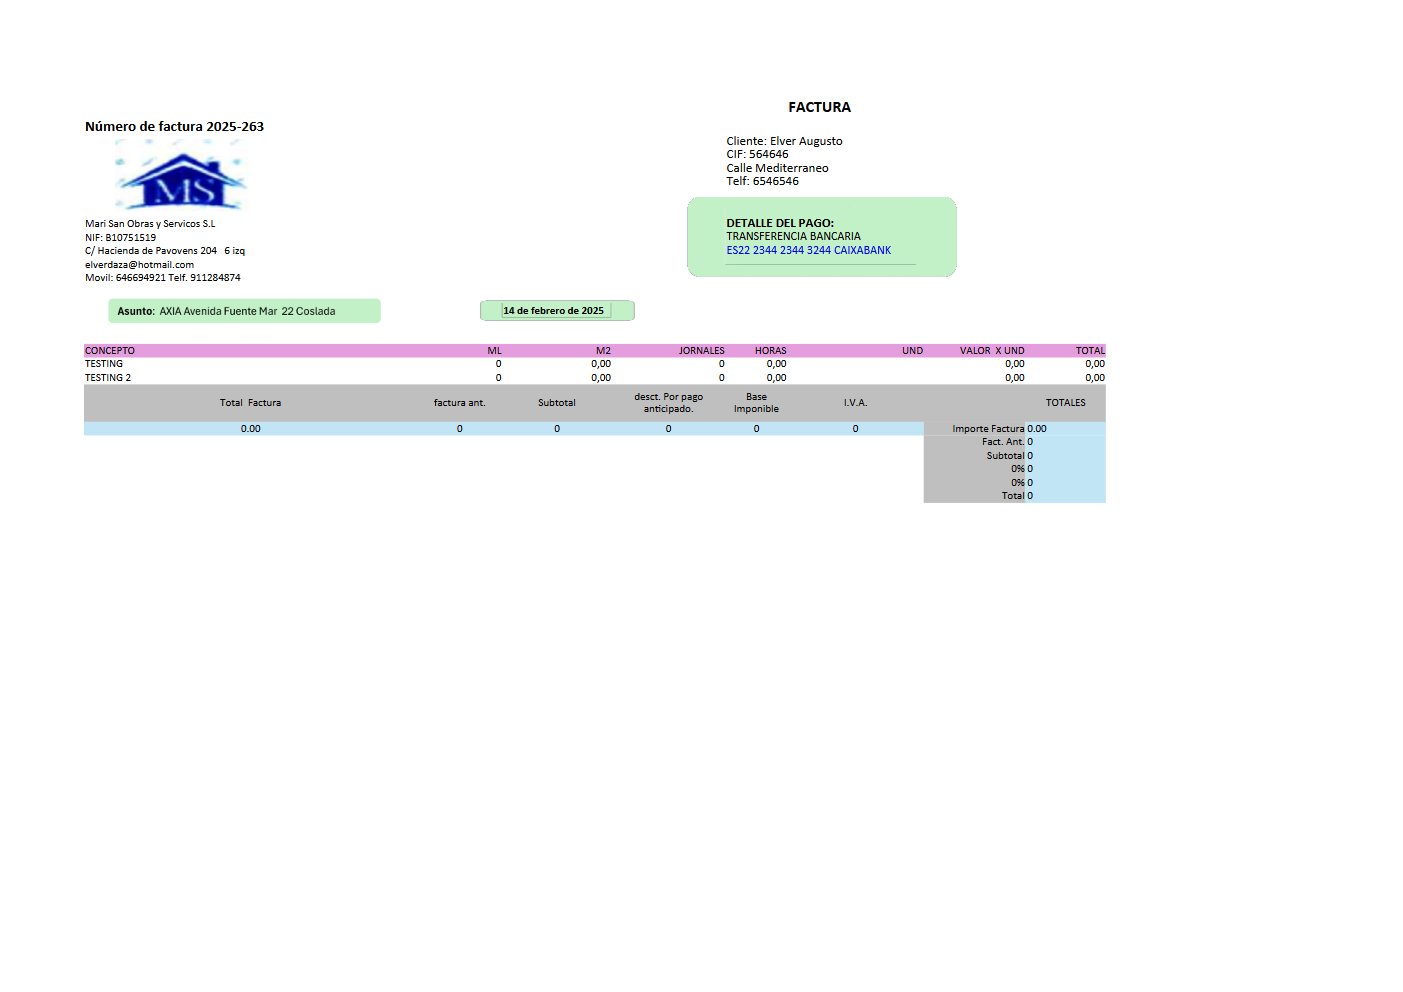 FACTURA
Número de factura 2025-263
MS
Mari San Obras y Servicos S.L
NIF: B10751519
C/ Hacienda de Pavovens 204 6 izq
elverdaza@hotmail.com
Movil: 646694921 Telf. 911284874
Cliente: Elver Augusto
CIF: 564646
Calle Mediterraneo
Telf: 6546546
DETALLE DEL PAGO:
TRANSFERENCIA BANCARIA
ES22 2344 2344 3244 CAIXABANK
Asunto: AXIA Avenida Fuente Mar 22 Coslada
14 de febrero de 2025
CONCEPTO ML M2 JORNALES HORAS UND VALOR X UND TOTAL
TESTING 0 0,00 0 0,00 0,00 0,00
TESTING 2 0 0,00 0 0,00 0,00 0,00
Total Factura factura ant. Subtotal desct. Por pago anticipado. Base Imponible I.V.A. TOTALES
0.00 0 0 0 0 0 Importe Factura 0.00
Fact. Ant. 0
Subtotal 0
0% 0
0% 0
Total 0